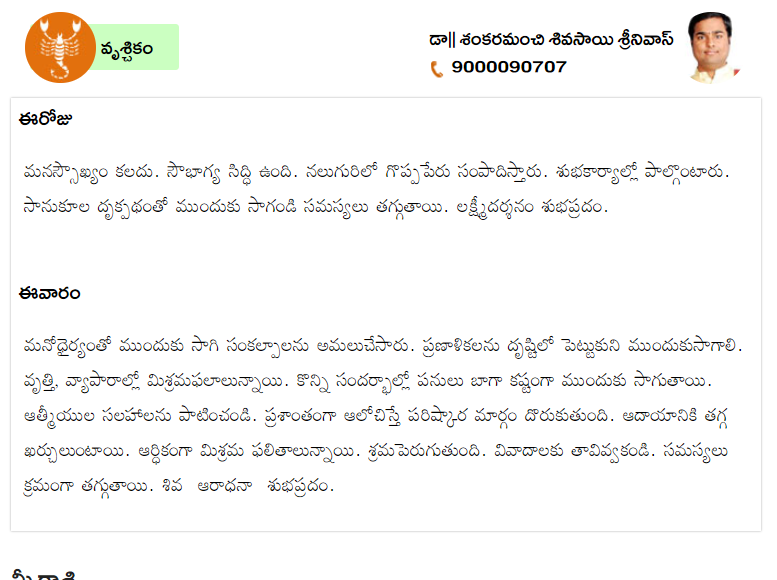 వృశ్చికం
డా|| శంకరమంచి శివసాయి శ్రీనివాస్
9000090707
ఈరోజు
మనస్సౌఖ్యం కలదు. సౌభాగ్య సిద్ధి ఉంది. నలుగురిలో గొప్పపేరు సంపాదిస్తారు. శుభకార్యాల్లో పాల్గొంటారు.
సానుకూల దృక్పథంతో ముందుకు సాగండి సమస్యలు తగ్గుతాయి. లక్ష్మీదర్శనం శుభప్రదం.
ఈవారం
మనోధైర్యంతో ముందుకు సాగి సంకల్పాలను అమలుచేసారు. ప్రణాళికలను దృష్టిలో పెట్టుకుని ముందుకుసాగాలి.
వృత్తి, వ్యాపారాల్లో మిశ్రమఫలాలున్నాయి. కొన్ని సందర్భాల్లో పనులు బాగా కష్టంగా ముందుకు సాగుతాయి.
ఆత్మీయుల సలహాలను పాటించండి. ప్రశాంతంగా ఆలోచిస్తే పరిష్కార మార్గం దొరుకుతుంది. ఆదాయానికి తగ్గ
ఖర్చులుంటాయి. ఆర్ధికంగా మిశ్రమ ఫలితాలున్నాయి. శ్రమపెరుగుతుంది. వివాదాలకు తావివ్వకండి. సమస్యలు
క్రమంగా తగ్గుతాయి. శివ ఆరాధనా శుభప్రదం.